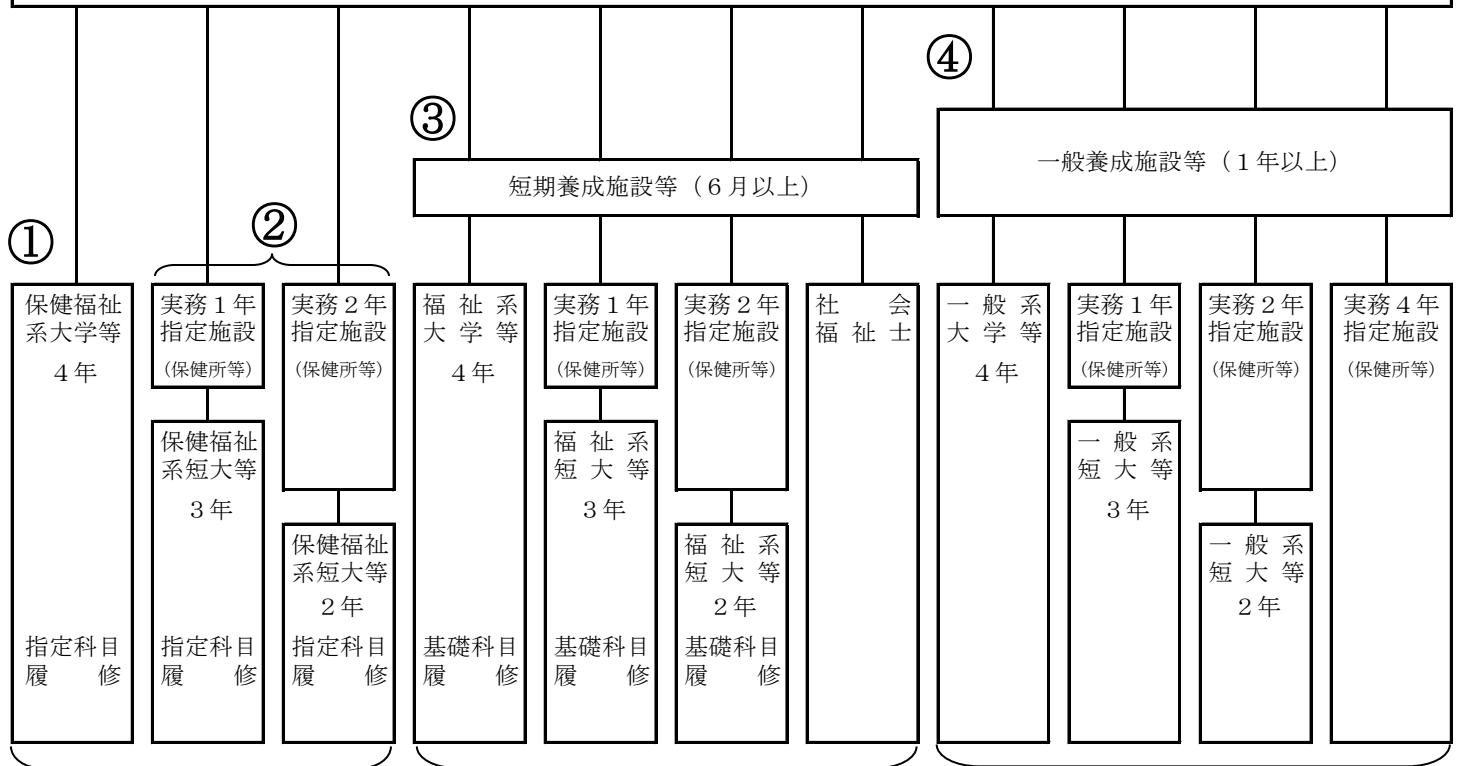 ④
③
一般養成施設等（１年以上）
短期養成施設等（６月以上）
②
①
保健福祉
系大学等
４年
指定科目
履　　修
実務１年
指定施設
(保健所等)
保健福祉
系短大等
３年
指定科目
履　　修
実務２年
指定施設
(保健所等)
保健福祉
系短大等
２年
指定科目
履　　修
福 祉 系
大 学 等
４年
基礎科目
履　　修
実務１年
指定施設
(保健所等)
福 祉 系
短 大 等
３年
基礎科目
履　　修
実務２年
指定施設
(保健所等)
福 祉 系
短 大 等
２年
基礎科目
履　　修
社　　会
福 祉 士
一 般 系
大 学 等
４年
実務１年
指定施設
(保健所等)
一 般 系
短 大 等
３年
実務２年
指定施設
(保健所等)
一 般 系
短 大 等
２年
実務４年
指定施設
(保健所等)